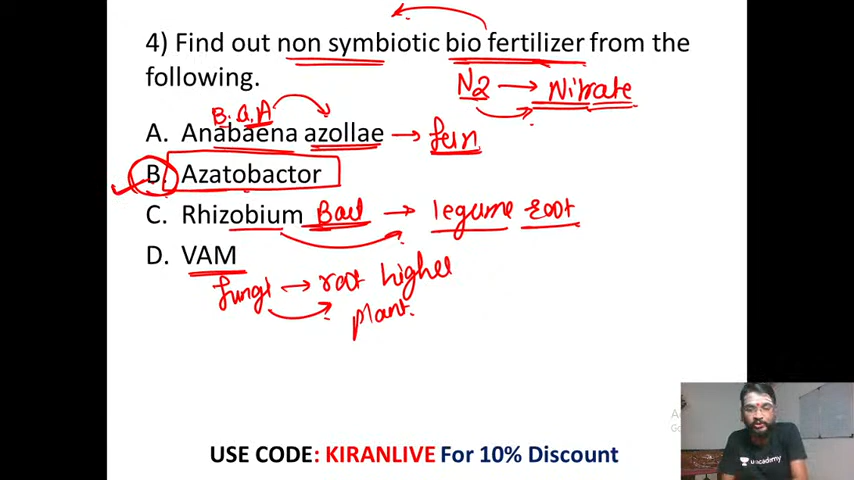 4) Find out non symbiotic bio fertilizer from the
following.
N2 → Nitrate
B.G.A
A. Anabaena azollae → fern
B. Azatobactor
C. Rhizobium Bact → legume root
D. VAM
fungi → root higher
plant.
unacademy
USE CODE: KIRANLIVE For 10% Discount